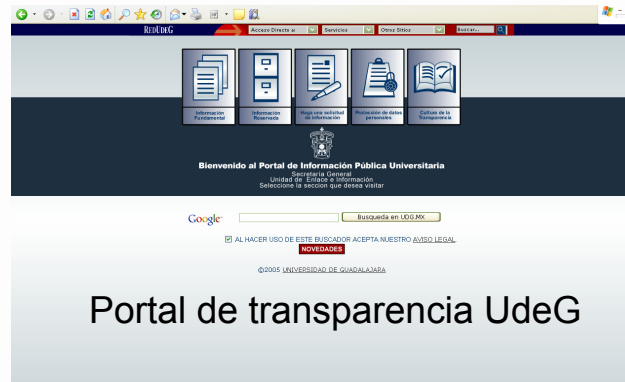 REDUDEG
Acceso Directo a:
Servicios
Otros Sitios
Buscar...
Información Fundamental
Información Reservada
Haga una solicitud de información
Protección de datos personales
Cultura de la Transparencia
Bienvenido al Portal de Información Pública Universitaria
Secretaría General
Unidad de Enlace e Información
Seleccione la seccion que desea visitar
Google
Busqueda en UDG.MX
AL HACER USO DE ESTE BUSCADOR ACEPTA NUESTRO AVISO LEGAL.
NOVEDADES
©2005 UNIVERSIDAD DE GUADALAJARA
Portal de transparencia UdeG